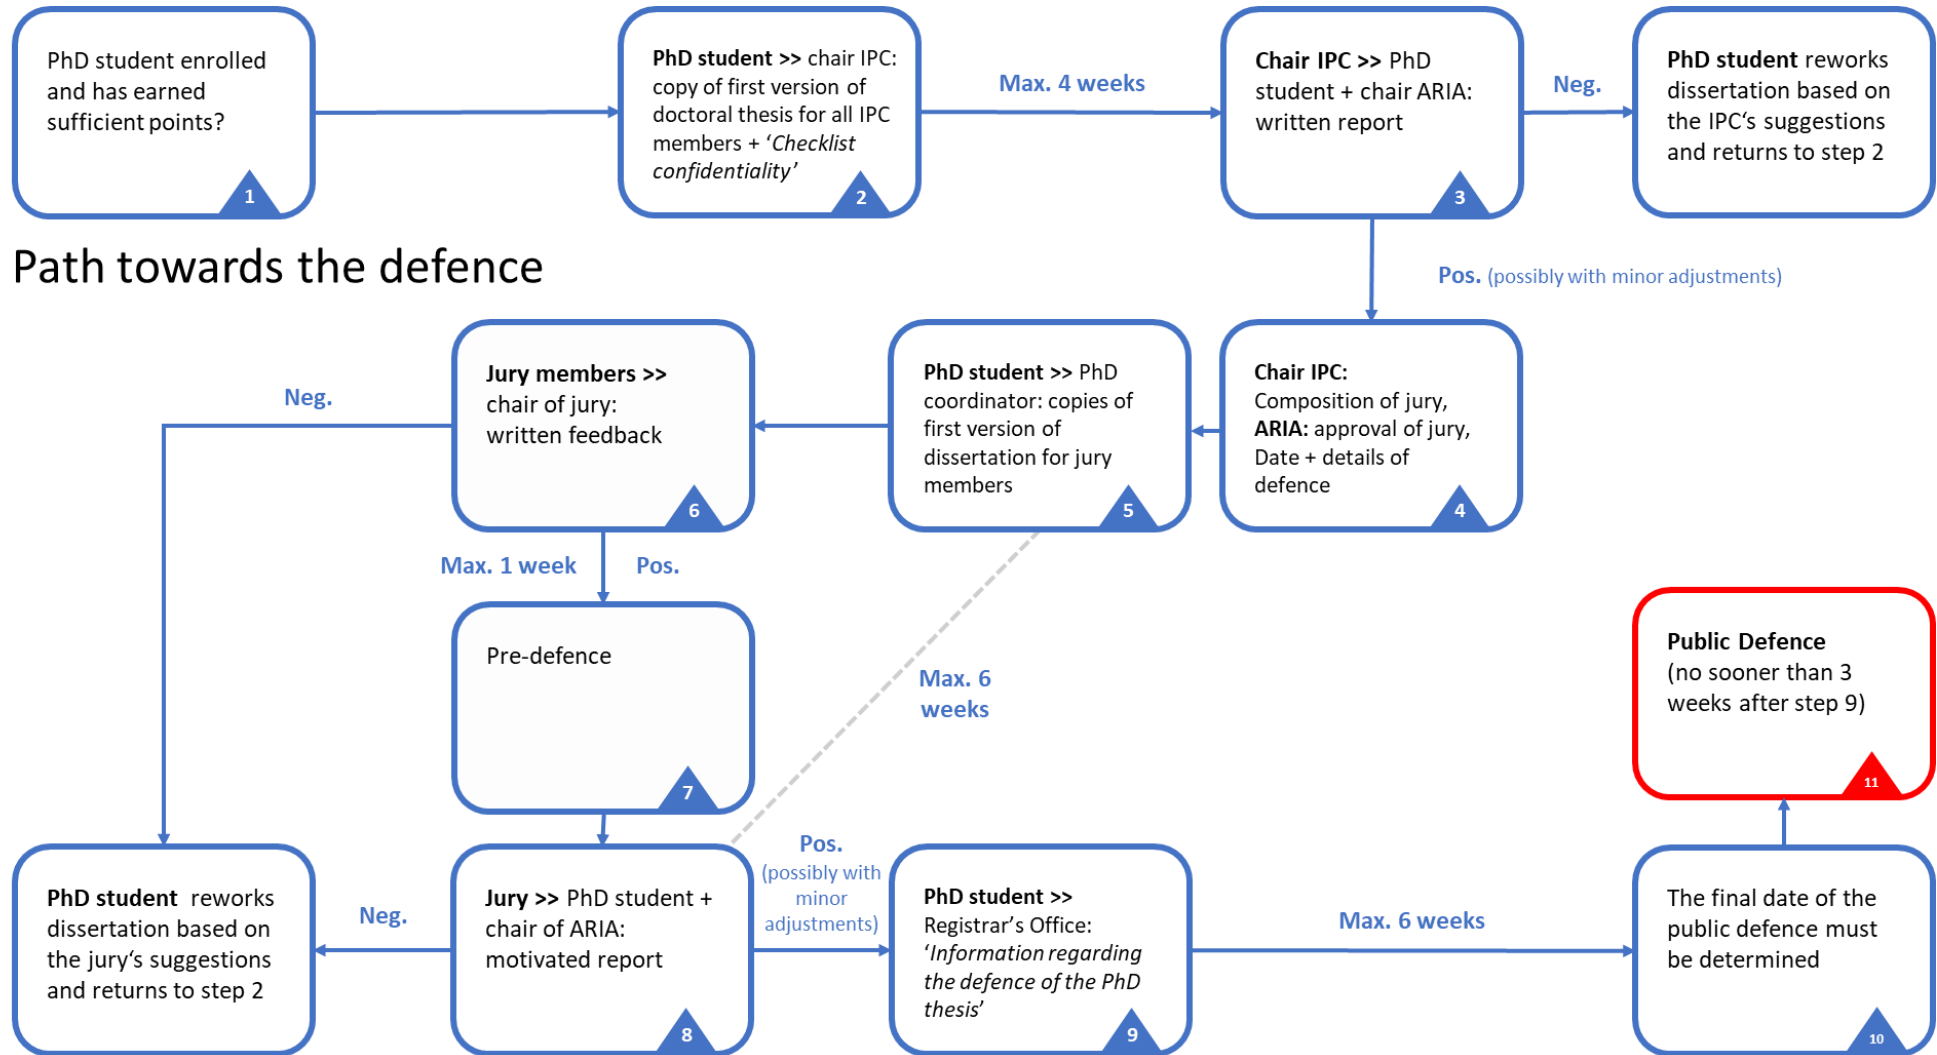 PhD student enrolled
and has earned
sufficient points?
1
PhD student >> chair IPC:
copy of first version of
doctoral thesis for all IPC
members + ‘Checklist
confidentiality’
2
Max. 4 weeks
Chair IPC >> PhD
student + chair ARIA:
written report
3
Neg.
PhD student reworks
dissertation based on
the IPC‘s suggestions
and returns to step 2
Path towards the defence
Pos. (possibly with minor adjustments)
Chair IPC:
Composition of jury,
ARIA: approval of jury,
Date + details of
defence
4
PhD student >> PhD
coordinator: copies of
first version of
dissertation for jury
members
5
Jury members >>
chair of jury:
written feedback
6
Neg.
Max. 1 week
Pos.
Pre-defence
7
Max. 6
weeks
Jury >> PhD student +
chair of ARIA:
motivated report
8
Neg.
PhD student reworks
dissertation based on
the jury‘s suggestions
and returns to step 2
Pos.
(possibly with
minor
adjustments)
PhD student >>
Registrar’s Office:
‘Information regarding
the defence of the PhD
thesis’
9
Max. 6 weeks
The final date of the
public defence must
be determined
10
Public Defence
(no sooner than 3
weeks after step 9)
11